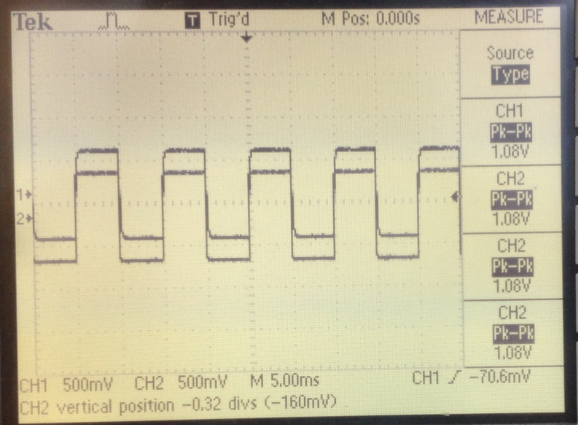 Tek T Trig'd M Pos: 0.000s MEASURE
Source
Type
CH1
Pk-Pk
1.08V
CH2
Pk-Pk
1.08V
CH2
Pk-Pk
1.08V
CH2
Pk-Pk
1.08V
1
2
CH1 500mV CH2 500mV M 5.00ms CH1 -70.6mV
CH2 vertical position -0.32 divs (-160mV)